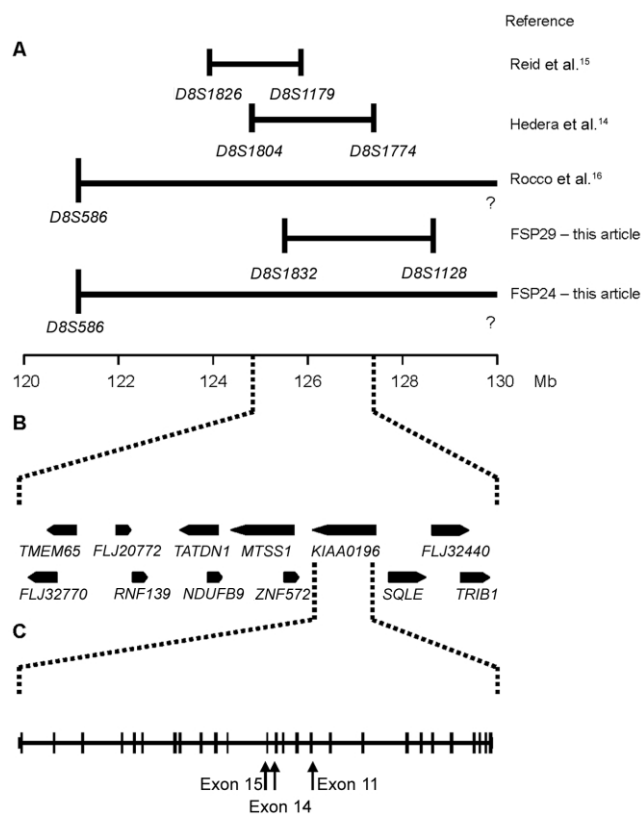 Reference
A
Reid et al.15
D8S1826 D8S1179
Hedera et al.14
D8S1804 D8S1774
Rocco et al.16
?
D8S586
FSP29 – this article
D8S1832 D8S1128
FSP24 – this article
?
D8S586
120 122 124 126 128 130 Mb
B
TMEM65 FLJ20772 TATDN1 MTSS1 KIAA0196 FLJ32440
FLJ32770 RNF139 NDUFB9 ZNF572 SQLE TRIB1
C
Exon 15 Exon 11
Exon 14